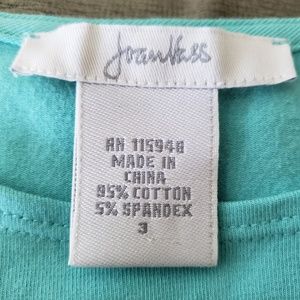 Joan Vass
RN 115948
MADE IN
CHINA
95% COTTON
5% SPANDEX
3